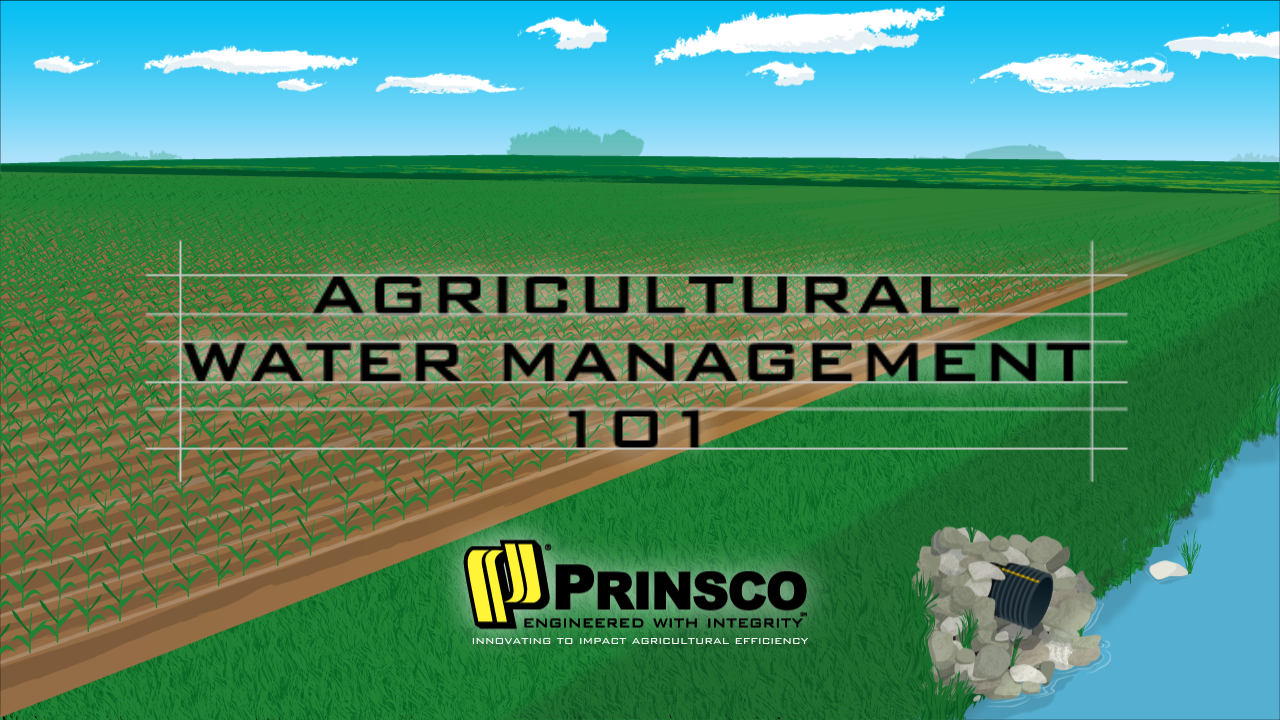 AGRICULTURAL
WATER MANAGEMENT
101
PRINSCO
ENGINEERED WITH INTEGRITY
INNOVATING TO IMPACT AGRICULTURAL EFFICIENCY